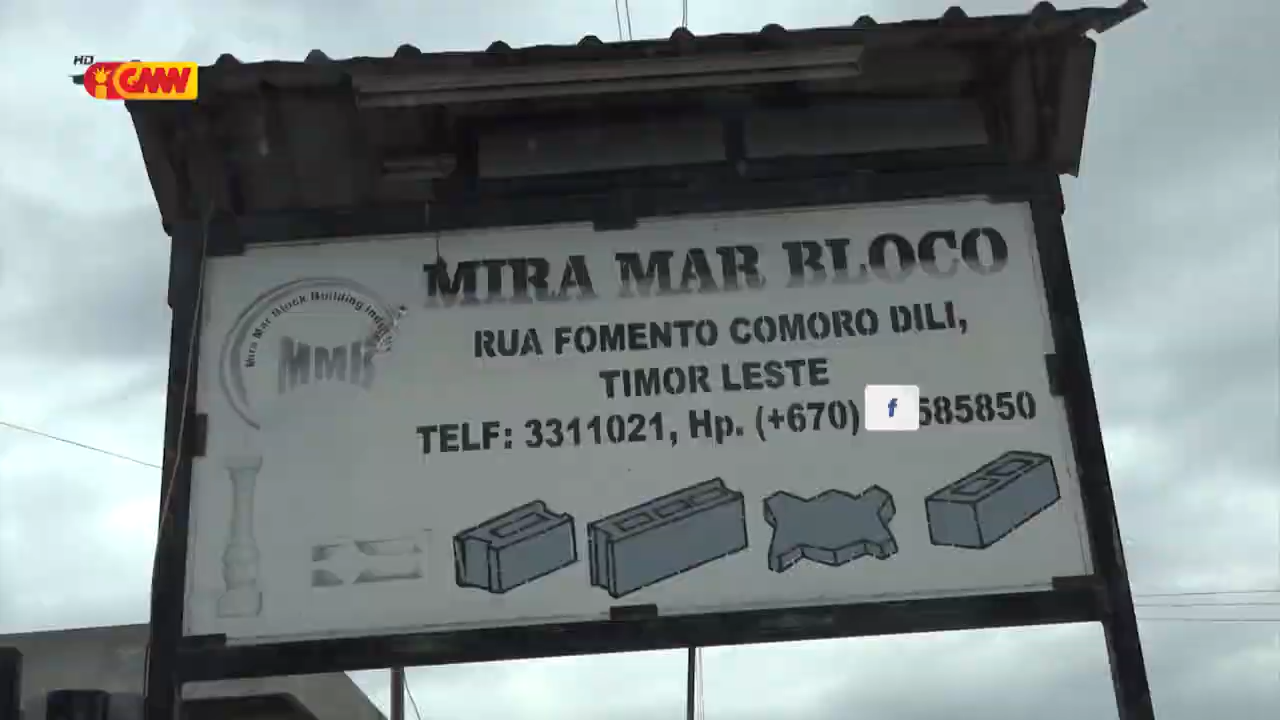 HD
GMN
MIRA MAR BLOCO
Mira Mar Block Building
RUA FOMENTO COMORO DILI,
TIMOR LESTE
TELF: 3311021, Hp. (+670) f 585850